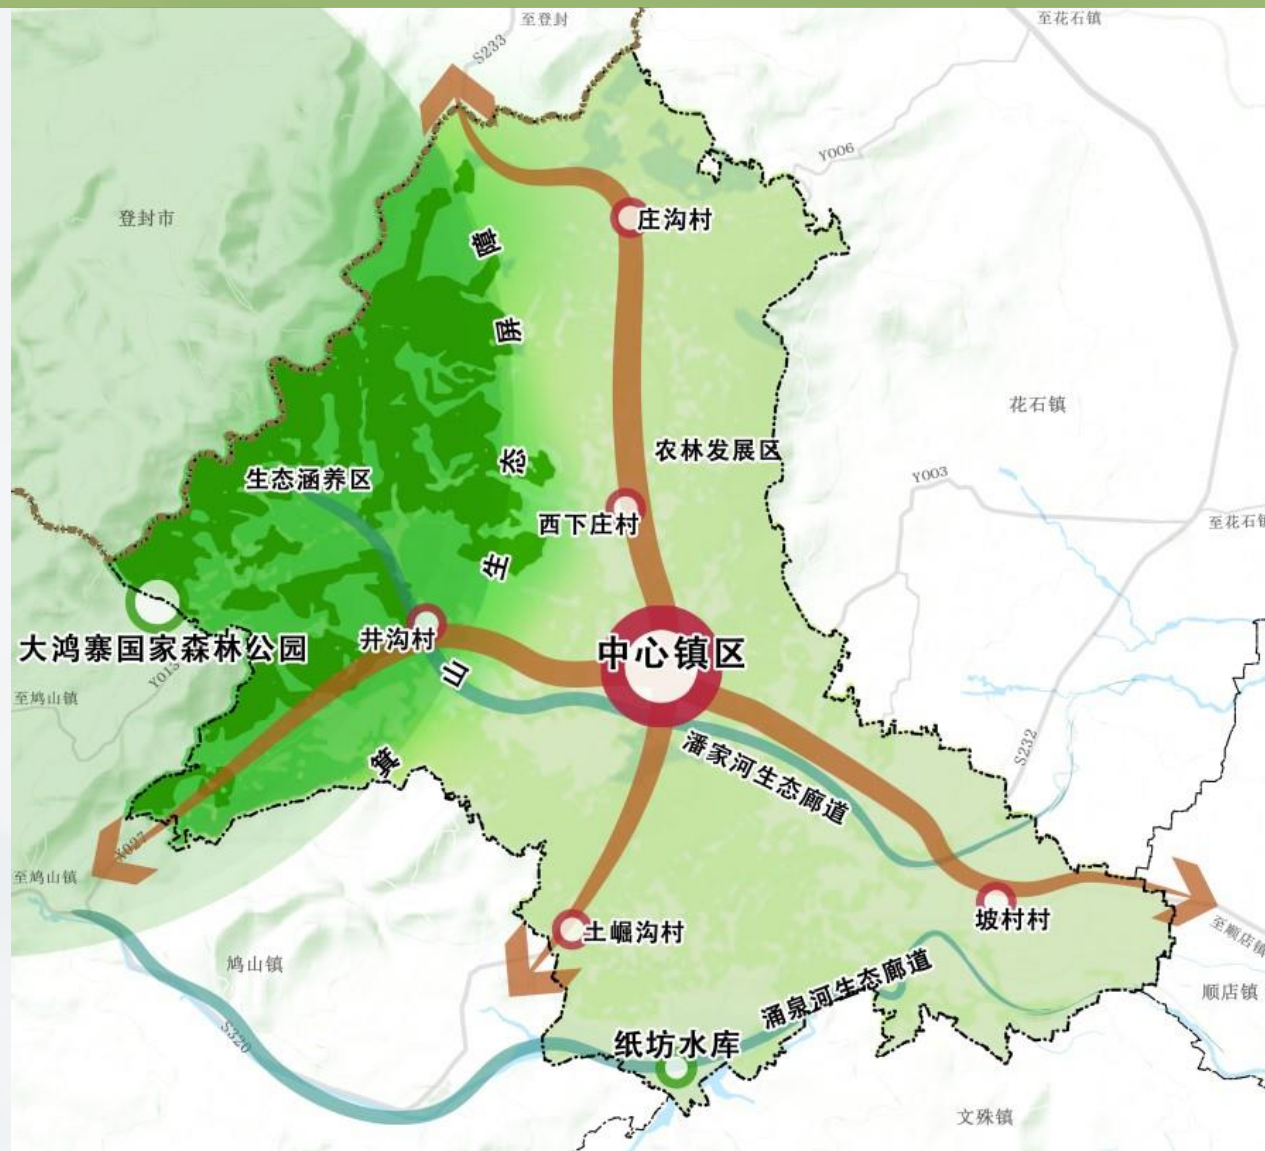 至登封
至花石镇
S233
Y006
登封市
庄沟村
障
屏
态
生
山
箕
花石镇
农林发展区
Y003
生态涵养区
西下庄村
至花石镇
大鸿寨国家森林公园
井沟村
中心镇区
Y015
至鸠山镇
S232
潘家河生态廊道
X027
至鸠山镇
坡村村
土崛沟村
至顺店镇
鸠山镇
涌泉河生态廊道
顺店镇
S320
纸坊水库
文殊镇